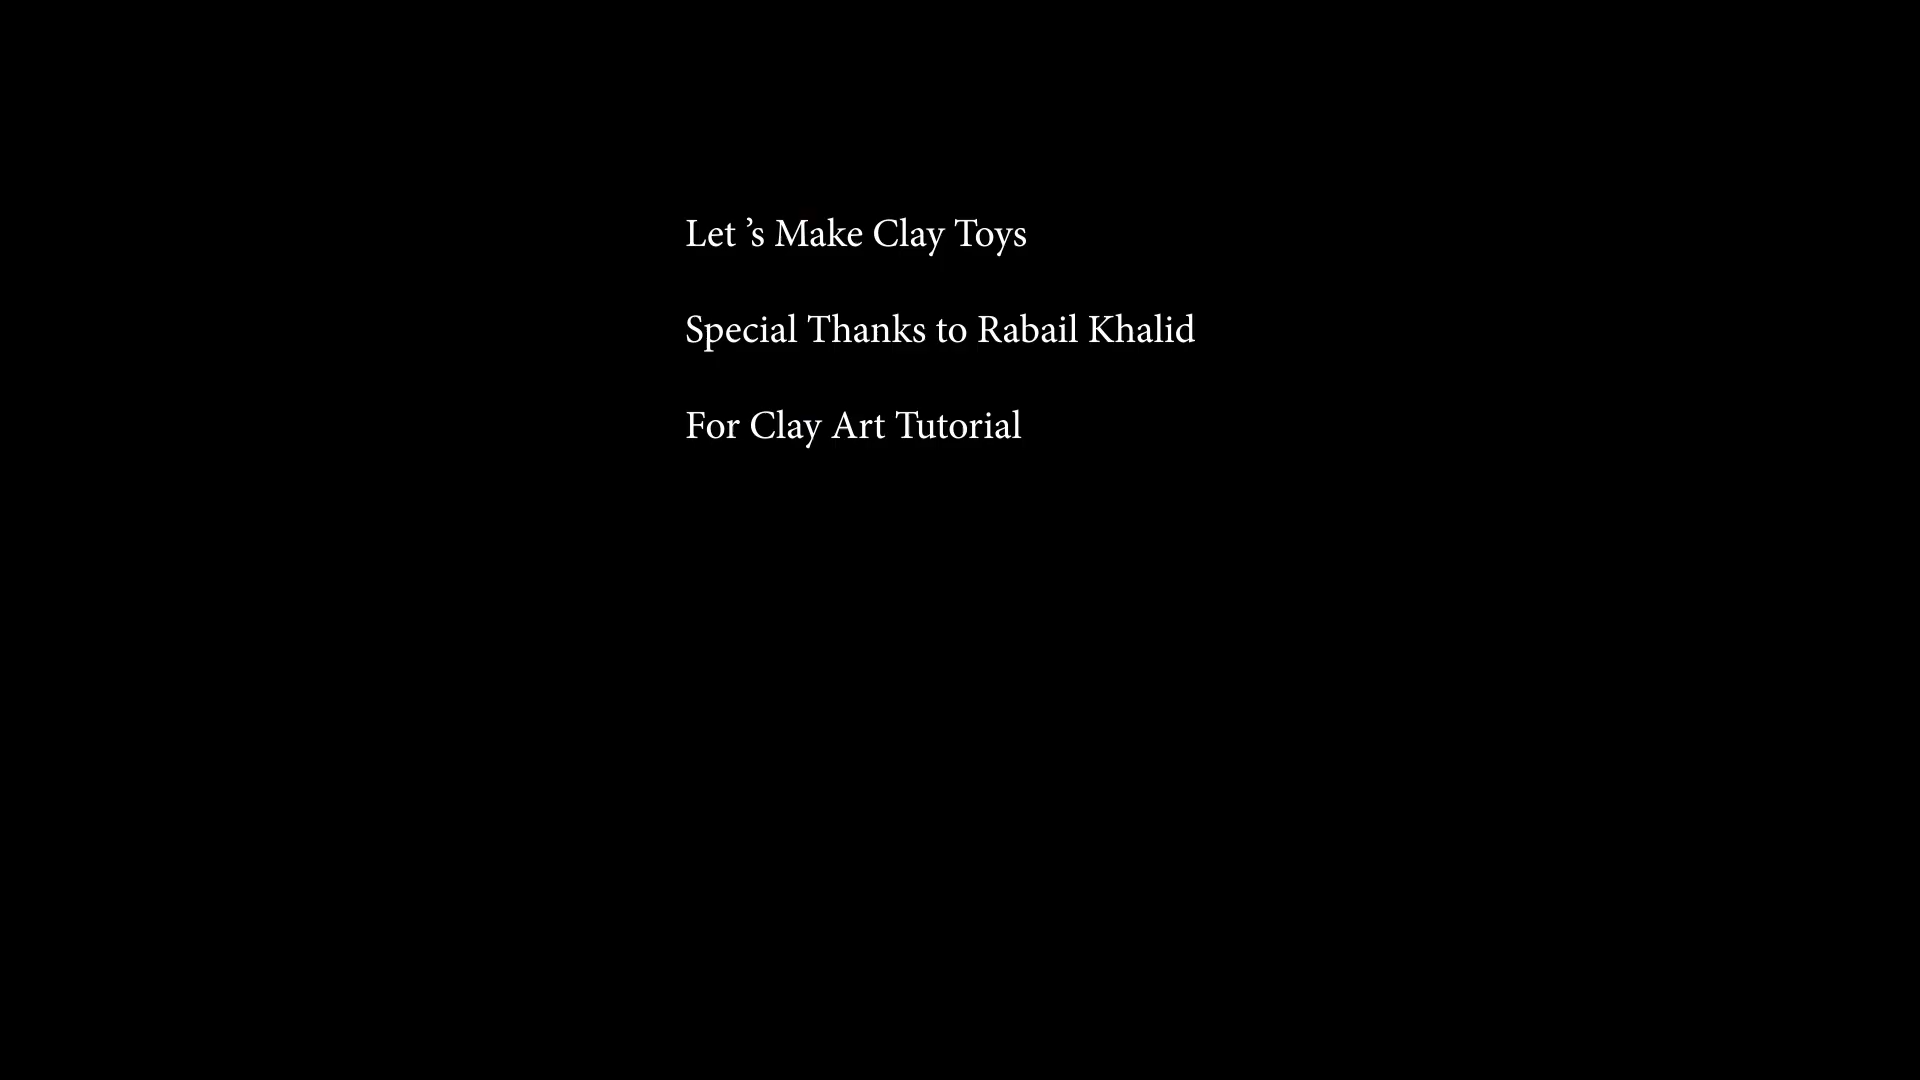 Let ’s Make Clay Toys
Special Thanks to Rabail Khalid
For Clay Art Tutorial